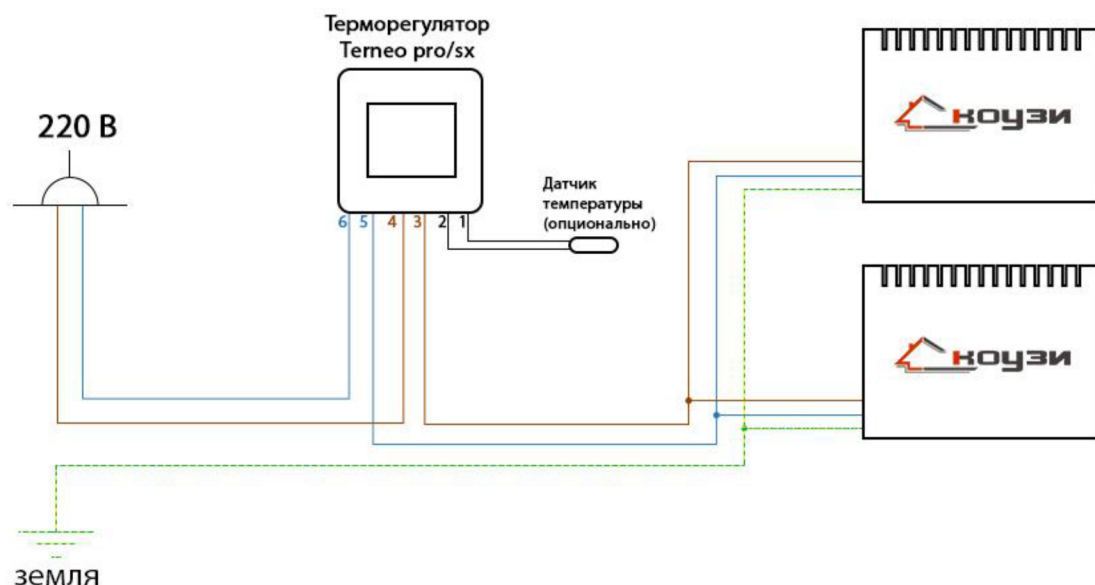 Терморегулятор
Terneo pro/sx
220 В
6 5 4 3 2 1
Датчик
температуры
(опционально)
коузи
коузи
земля